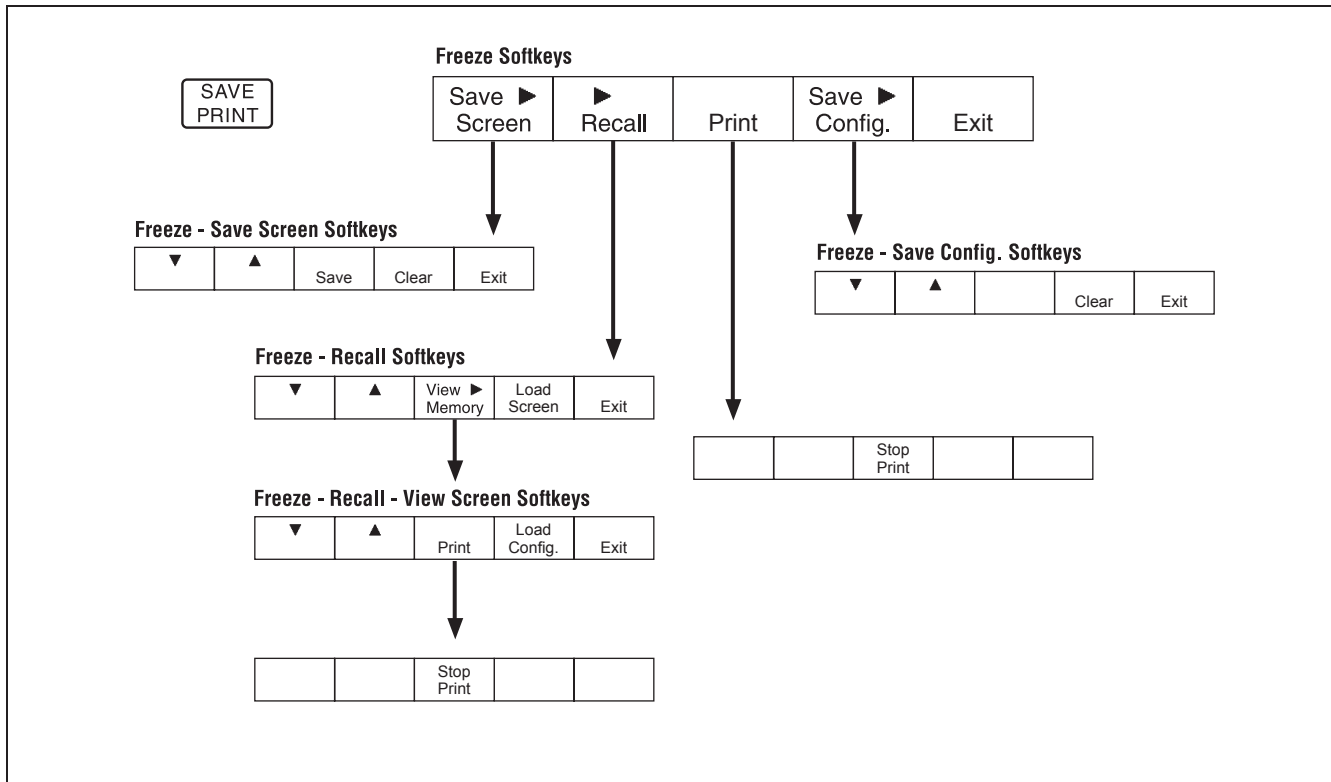 Freeze Softkeys
SAVE
PRINT
Save ▶
Screen
▶
Recall
Print
Save ▶
Config.
Exit
Freeze - Save Screen Softkeys
▼
▲
Save
Clear
Exit
Freeze - Save Config. Softkeys
▼
▲
Clear
Exit
Freeze - Recall Softkeys
▼
▲
View ▶
Memory
Load
Screen
Exit
Stop
Print
Freeze - Recall - View Screen Softkeys
▼
▲
Print
Load
Config.
Exit
Stop
Print